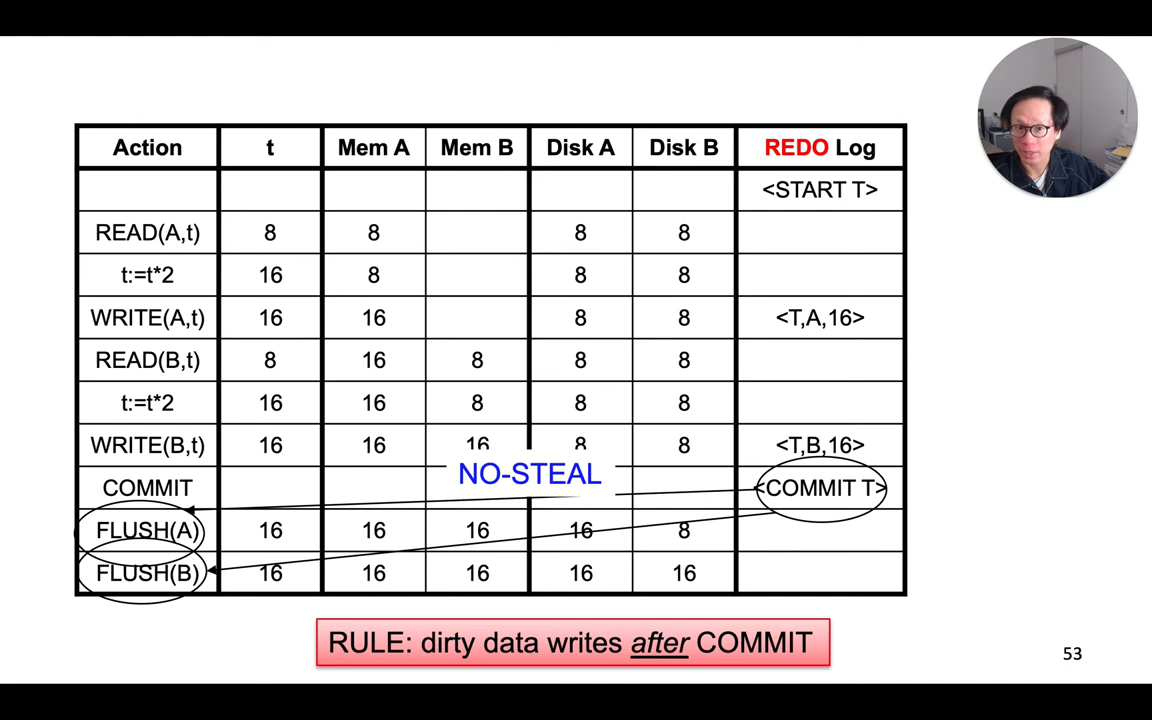 Action t Mem A Mem B Disk A Disk B REDO Log
<START T>
READ(A,t) 8 8 8 8
t:=t*2 16 8 8 8
WRITE(A,t) 16 16 8 8 <T,A,16>
READ(B,t) 8 16 8 8 8
t:=t*2 16 16 8 8 8
WRITE(B,t) 16 16 16 8 8 <T,B,16>
NO-STEAL
COMMIT <COMMIT T>
FLUSH(A) 16 16 16 16 8
FLUSH(B) 16 16 16 16 16
RULE: dirty data writes after COMMIT
53